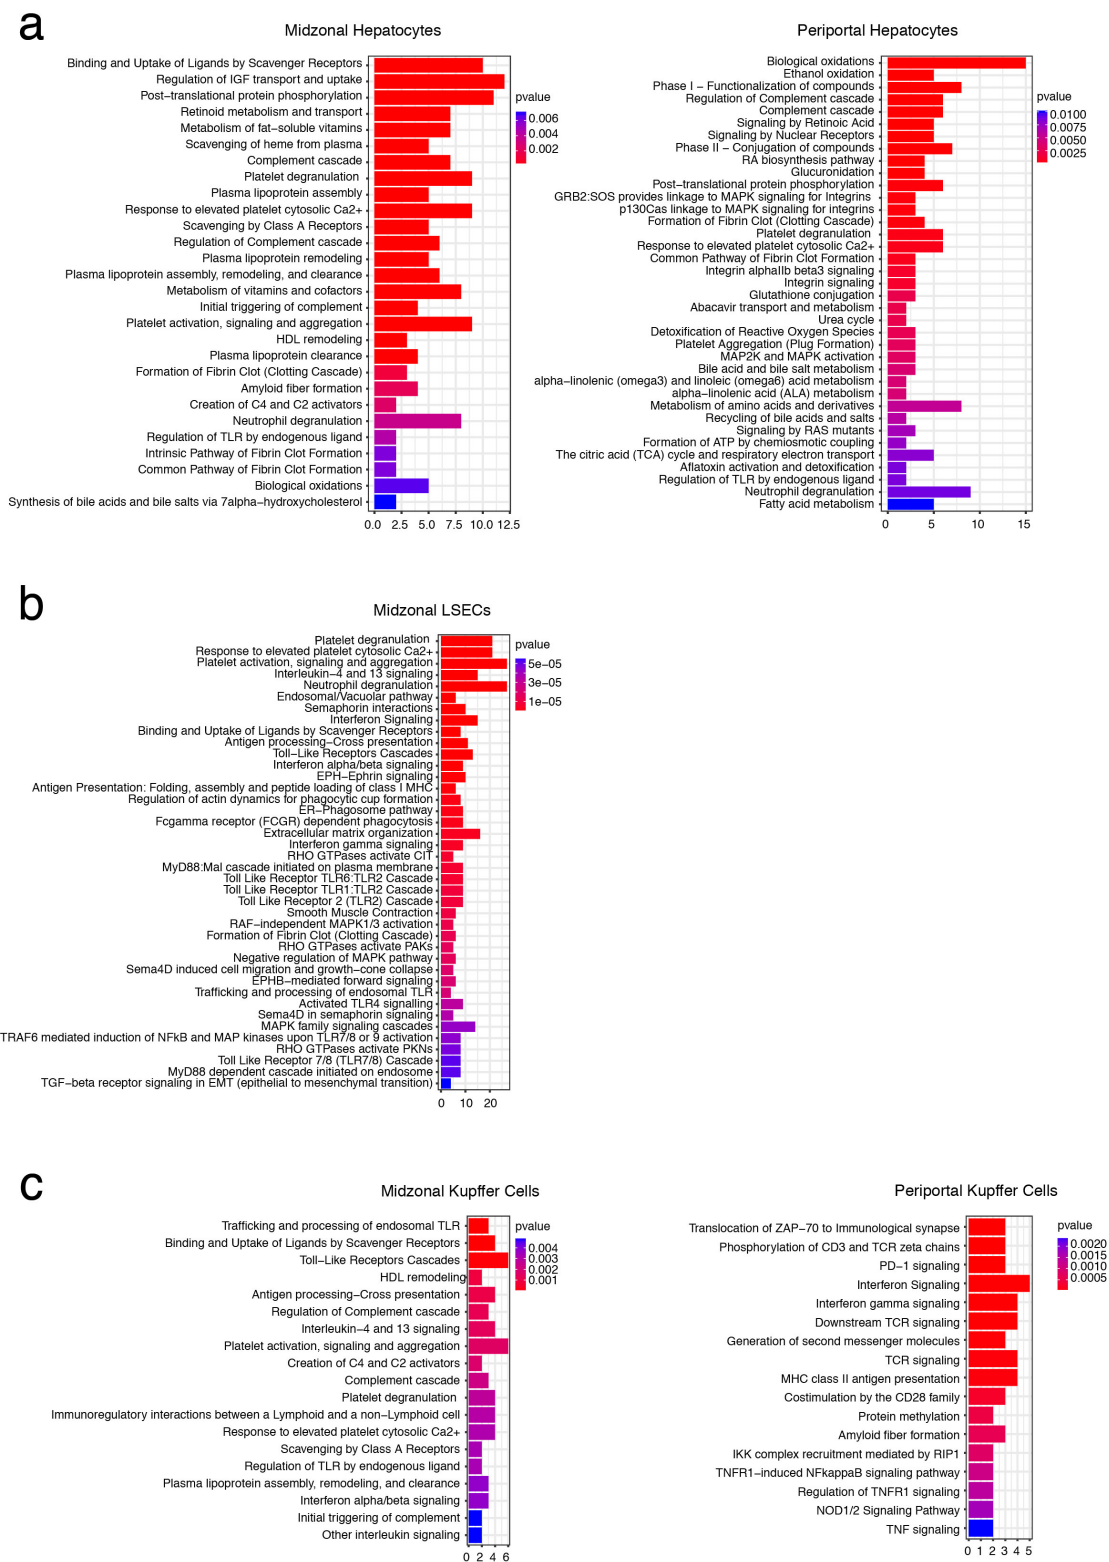 a
Midzonal Hepatocytes
Binding and Uptake of Ligands by Scavenger Receptors
Regulation of IGF transport and uptake
Post−translational protein phosphorylation
Retinoid metabolism and transport
Metabolism of fat−soluble vitamins
Scavenging of heme from plasma
Complement cascade
Platelet degranulation
Plasma lipoprotein assembly
Response to elevated platelet cytosolic Ca2+
Scavenging by Class A Receptors
Regulation of Complement cascade
Plasma lipoprotein remodeling
Plasma lipoprotein assembly, remodeling, and clearance
Metabolism of vitamins and cofactors
Initial triggering of complement
Platelet activation, signaling and aggregation
HDL remodeling
Plasma lipoprotein clearance
Formation of Fibrin Clot (Clotting Cascade)
Amyloid fiber formation
Creation of C4 and C2 activators
Neutrophil degranulation
Regulation of TLR by endogenous ligand
Intrinsic Pathway of Fibrin Clot Formation
Common Pathway of Fibrin Clot Formation
Biological oxidations
Synthesis of bile acids and bile salts via 7alpha−hydroxycholesterol
0.0 2.5 5.0 7.5 10.0 12.5
pvalue
0.006
0.004
0.002
Periportal Hepatocytes
Biological oxidations
Ethanol oxidation
Phase I − Functionalization of compounds
Regulation of Complement cascade
Complement cascade
Signaling by Retinoic Acid
Signaling by Nuclear Receptors
Phase II − Conjugation of compounds
RA biosynthesis pathway
Glucuronidation
Post−translational protein phosphorylation
GRB2:SOS provides linkage to MAPK signaling for Integrins
p130Cas linkage to MAPK signaling for integrins
Formation of Fibrin Clot (Clotting Cascade)
Platelet degranulation
Response to elevated platelet cytosolic Ca2+
Common Pathway of Fibrin Clot Formation
Integrin alphaIIb beta3 signaling
Integrin signaling
Glutathione conjugation
Abacavir transport and metabolism
Urea cycle
Detoxification of Reactive Oxygen Species
Platelet Aggregation (Plug Formation)
MAP2K and MAPK activation
Bile acid and bile salt metabolism
alpha−linolenic (omega3) and linoleic (omega6) acid metabolism
alpha−linolenic acid (ALA) metabolism
Metabolism of amino acids and derivatives
Recycling of bile acids and salts
Signaling by RAS mutants
Formation of ATP by chemiosmotic coupling
The citric acid (TCA) cycle and respiratory electron transport
Aflatoxin activation and detoxification
Regulation of TLR by endogenous ligand
Neutrophil degranulation
Fatty acid metabolism
0 5 10 15
pvalue
0.0100
0.0075
0.0050
0.0025
b
Midzonal LSECs
Platelet degranulation
Response to elevated platelet cytosolic Ca2+
Platelet activation, signaling and aggregation
Interleukin−4 and 13 signaling
Neutrophil degranulation
Endosomal/Vacuolar pathway
Semaphorin interactions
Interferon Signaling
Binding and Uptake of Ligands by Scavenger Receptors
Antigen processing−Cross presentation
Toll−Like Receptors Cascades
Interferon alpha/beta signaling
EPH−Ephrin signaling
Antigen Presentation: Folding, assembly and peptide loading of class I MHC
Regulation of actin dynamics for phagocytic cup formation
ER−Phagosome pathway
Fcgamma receptor (FCGR) dependent phagocytosis
Extracellular matrix organization
Interferon gamma signaling
RHO GTPases activate CIT
MyD88:Mal cascade initiated on plasma membrane
Toll Like Receptor TLR6:TLR2 Cascade
Toll Like Receptor TLR1:TLR2 Cascade
Toll Like Receptor 2 (TLR2) Cascade
Smooth Muscle Contraction
RAF−independent MAPK1/3 activation
Formation of Fibrin Clot (Clotting Cascade)
RHO GTPases activate PAKs
Negative regulation of MAPK pathway
Sema4D induced cell migration and growth−cone collapse
EPHB−mediated forward signaling
Trafficking and processing of endosomal TLR
Activated TLR4 signalling
Sema4D in semaphorin signaling
MAPK family signaling cascades
TRAF6 mediated induction of NFkB and MAP kinases upon TLR7/8 or 9 activation
RHO GTPases activate PKNs
Toll Like Receptor 7/8 (TLR7/8) Cascade
MyD88 dependent cascade initiated on endosome
TGF−beta receptor signaling in EMT (epithelial to mesenchymal transition)
0 10 20
pvalue
5e−05
3e−05
1e−05
c
Midzonal Kupffer Cells
Trafficking and processing of endosomal TLR
Binding and Uptake of Ligands by Scavenger Receptors
Toll−Like Receptors Cascades
HDL remodeling
Antigen processing−Cross presentation
Regulation of Complement cascade
Interleukin−4 and 13 signaling
Platelet activation, signaling and aggregation
Creation of C4 and C2 activators
Complement cascade
Platelet degranulation
Immunoregulatory interactions between a Lymphoid and a non−Lymphoid cell
Response to elevated platelet cytosolic Ca2+
Scavenging by Class A Receptors
Regulation of TLR by endogenous ligand
Plasma lipoprotein assembly, remodeling, and clearance
Interferon alpha/beta signaling
Initial triggering of complement
Other interleukin signaling
0 2 4 6
pvalue
0.004
0.003
0.002
0.001
Periportal Kupffer Cells
Translocation of ZAP−70 to Immunological synapse
Phosphorylation of CD3 and TCR zeta chains
PD−1 signaling
Interferon Signaling
Interferon gamma signaling
Downstream TCR signaling
Generation of second messenger molecules
TCR signaling
MHC class II antigen presentation
Costimulation by the CD28 family
Protein methylation
Amyloid fiber formation
IKK complex recruitment mediated by RIP1
TNFR1−induced NFkappaB signaling pathway
Regulation of TNFR1 signaling
NOD1/2 Signaling Pathway
TNF signaling
0 1 2 3 4 5
pvalue
0.0020
0.0015
0.0010
0.0005